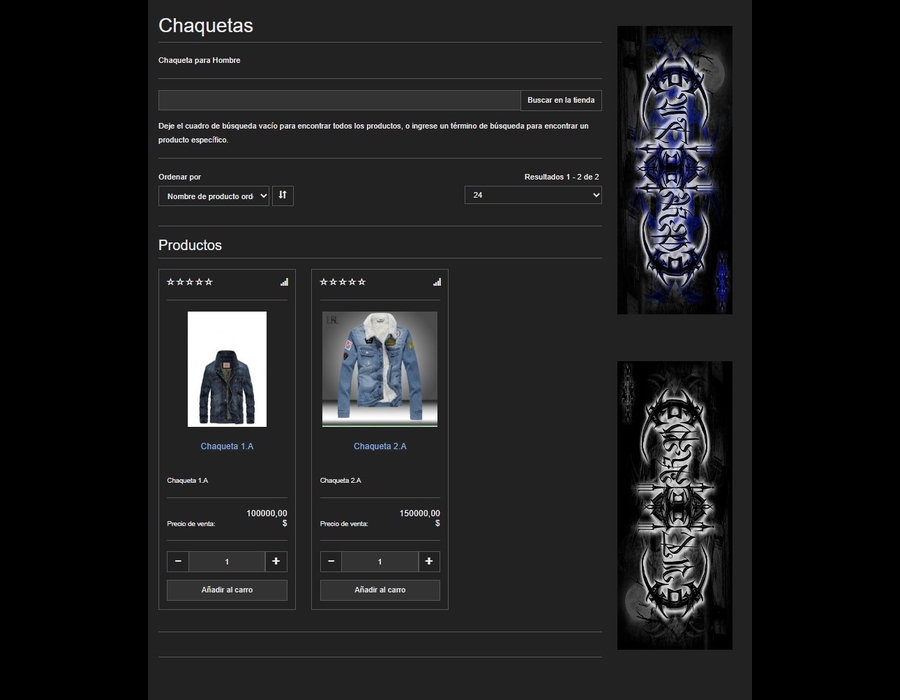 Chaquetas
Chaqueta para Hombre
Buscar en la tienda
Deje el cuadro de búsqueda vacío para encontrar todos los productos, o ingrese un término de búsqueda para encontrar un
producto específico.
Ordenar por
Resultados 1 - 2 de 2
Nombre de producto ord
24
Productos
Chaqueta 1.A
Chaqueta 1.A
100000,00
Precio de venta: $
1
Añadir al carro
Chaqueta 2.A
Chaqueta 2.A
150000,00
Precio de venta: $
1
Añadir al carro